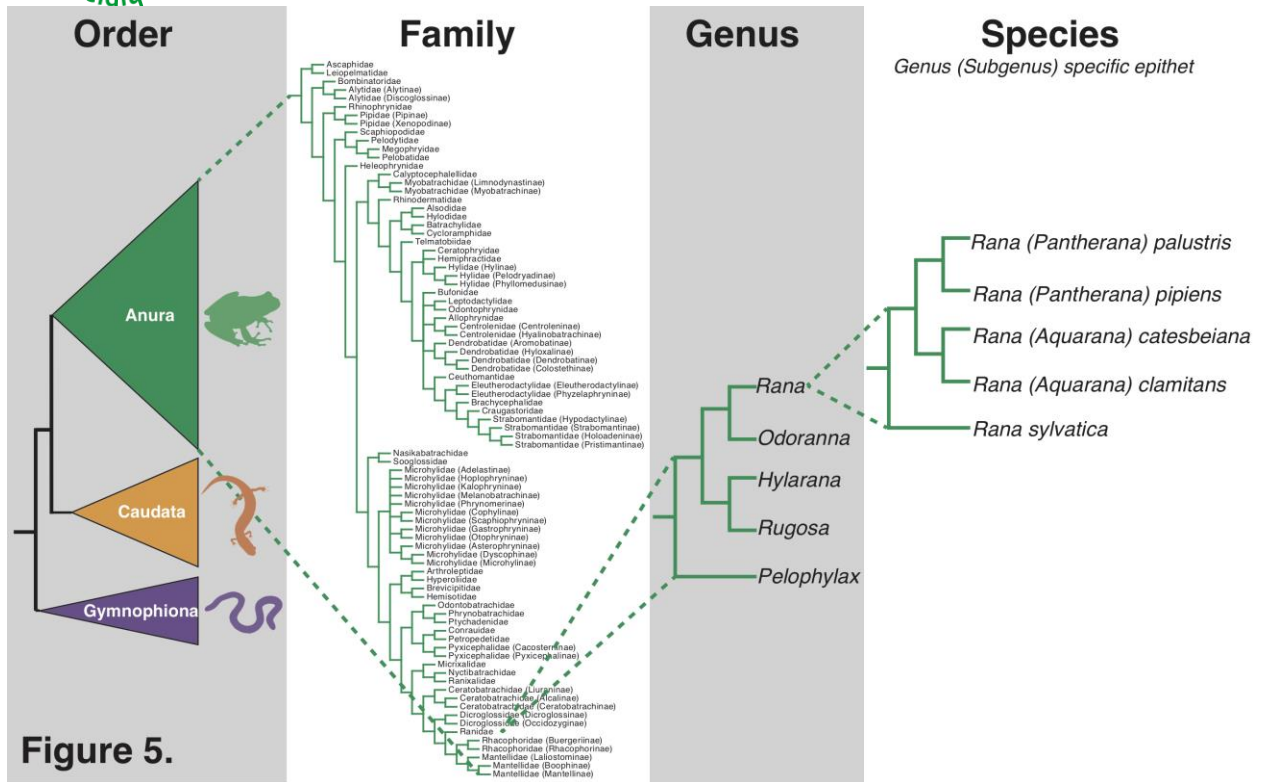 Order
Family
Genus
Species
Genus (Subgenus) specific epithet
Anura
Caudata
Gymnophiona
Figure 5.
Ascaphidae
Leiopelmatidae
Bombinatoridae
Alytidae (Alytinae)
Alytidae (Discoglossinae)
Rhinophrynidae
Pipidae (Pipinae)
Pipidae (Xenopodinae)
Scaphiopodidae
Pelodytidae
Megophryidae
Pelobatidae
Heleophrynidae
Calyptocephalellidae
Myobatrachidae (Limnodynastinae)
Myobatrachidae (Myobatrachinae)
Rhinodermatidae
Alsodidae
Hylodidae
Batrachylidae
Cycloramphidae
Telmatobiidae
Ceratophryidae
Hemiphractidae
Hylidae (Hylinae)
Hylidae (Pelodryadinae)
Hylidae (Phyllomedusinae)
Bufonidae
Leptodactylidae
Odontophrynidae
Allophrynidae
Centrolenidae (Centroleninae)
Centrolenidae (Hyalinobatrachinae)
Dendrobatidae (Aromobatinae)
Dendrobatidae (Hyloxalinae)
Dendrobatidae (Dendrobatinae)
Dendrobatidae (Colostethinae)
Ceuthomantidae
Eleutherodactylidae (Eleutherodactylinae)
Eleutherodactylidae (Phyzelaphryninae)
Brachycephalidae
Craugastoridae
Strabomantidae (Hypodactylinae)
Strabomantidae (Strabomantinae)
Strabomantidae (Holoadeninae)
Strabomantidae (Pristimantinae)
Nasikabatrachidae
Sooglossidae
Microhylidae (Adelastinae)
Microhylidae (Hoplophryninae)
Microhylidae (Kalophryninae)
Microhylidae (Melanobatrachinae)
Microhylidae (Phrynomerinae)
Microhylidae (Cophylinae)
Microhylidae (Scaphiophryninae)
Microhylidae (Gastrophryninae)
Microhylidae (Otophryninae)
Microhylidae (Asterophryninae)
Microhylidae (Dyscophinae)
Microhylidae (Microhylinae)
Arthroleptidae
Hyperoliidae
Brevicipitidae
Hemisotidae
Odontobatrachidae
Phrynobatrachidae
Ptychadenidae
Conrauidae
Petropedetidae
Pyxicephalidae (Cacosterninae)
Pyxicephalidae (Pyxicephalinae)
Micrixalidae
Nyctibatrachidae
Ranixalidae
Ceratobatrachidae (Liuraninae)
Ceratobatrachidae (Alcalinae)
Ceratobatrachidae (Ceratobatrachinae)
Dicroglossidae (Dicroglossinae)
Dicroglossidae (Occidozyginae)
Ranidae
Rhacophoridae (Buergeriinae)
Rhacophoridae (Rhacophorinae)
Mantellidae (Laliostominae)
Mantellidae (Boophinae)
Mantellidae (Mantellinae)
Rana
Odoranna
Hylarana
Rugosa
Pelophylax
Rana (Pantherana) palustris
Rana (Pantherana) pipiens
Rana (Aquarana) catesbeiana
Rana (Aquarana) clamitans
Rana sylvatica